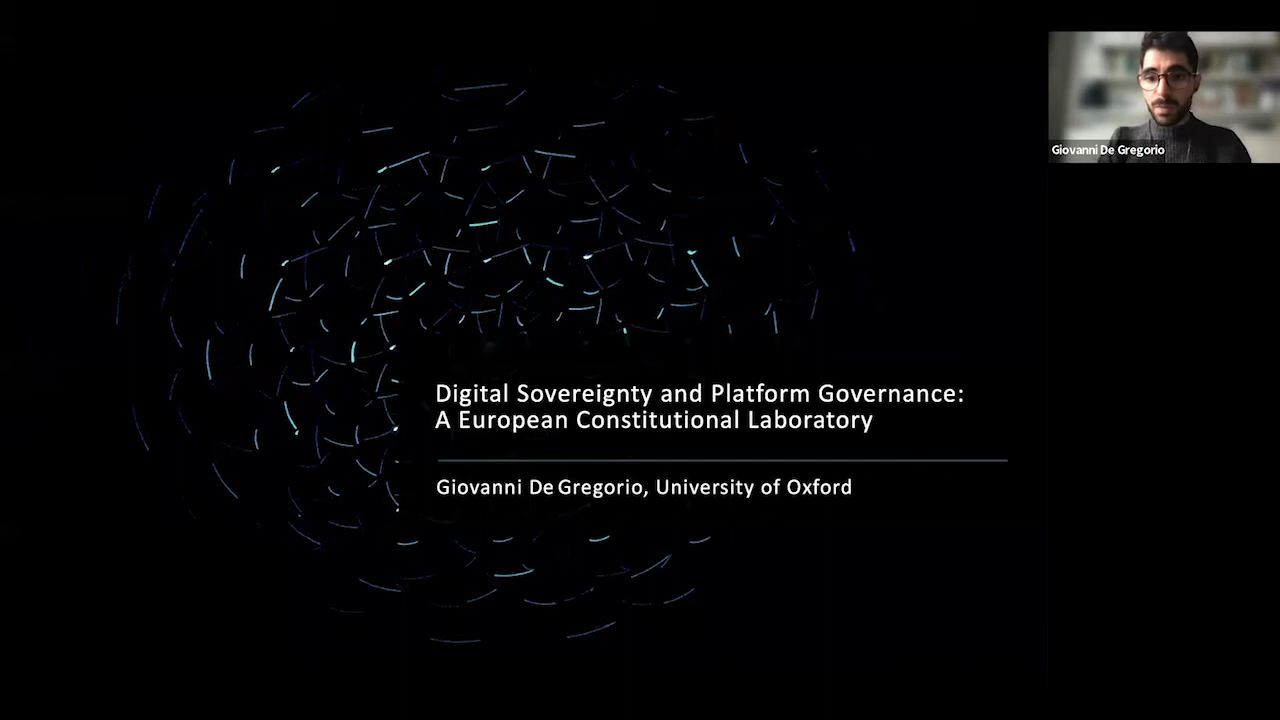 Giovanni De Gregorio
Digital Sovereignty and Platform Governance:
A European Constitutional Laboratory
Giovanni De Gregorio, University of Oxford